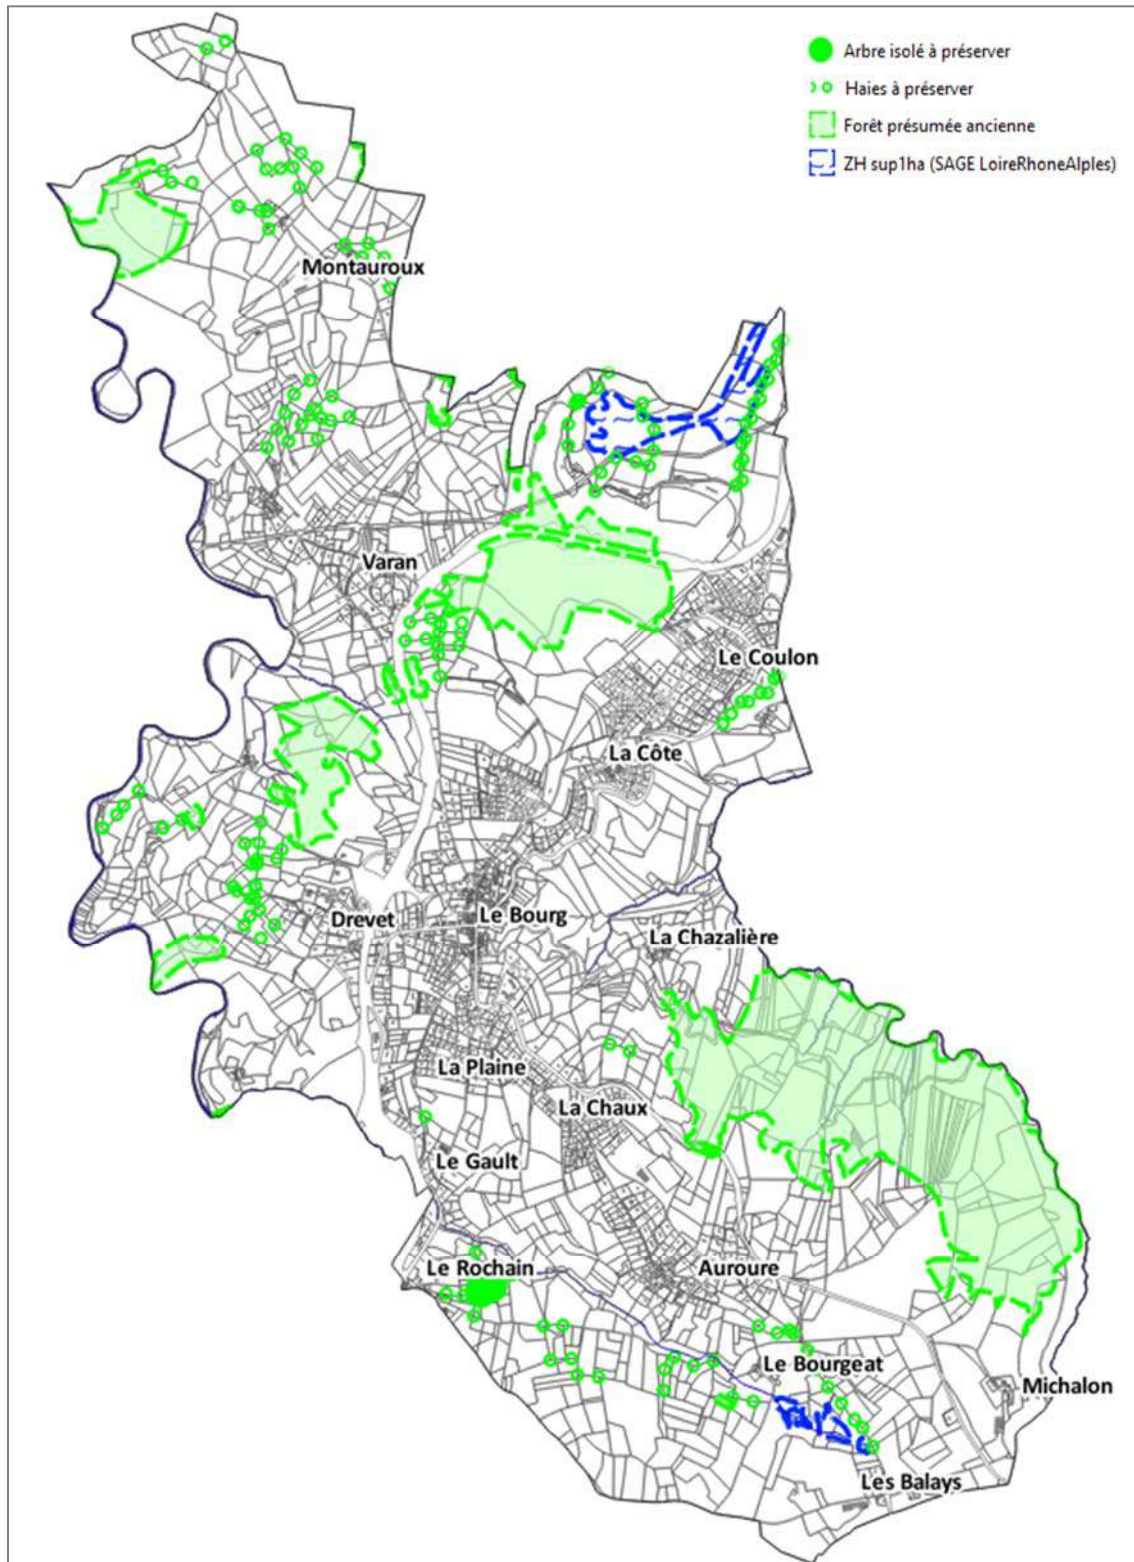 Arbre isolé à préserver
Haies à préserver
Forêt présumée ancienne
ZH sup1ha (SAGE LoireRhoneAlples)
Montauroux
Varan
Le Coulon
La Côte
Drevet
Le Bourg
La Chazalière
La Plaine
La Chaux
Le Gault
Le Rochain
Auroure
Le Bourgeat
Michalon
Les Balays